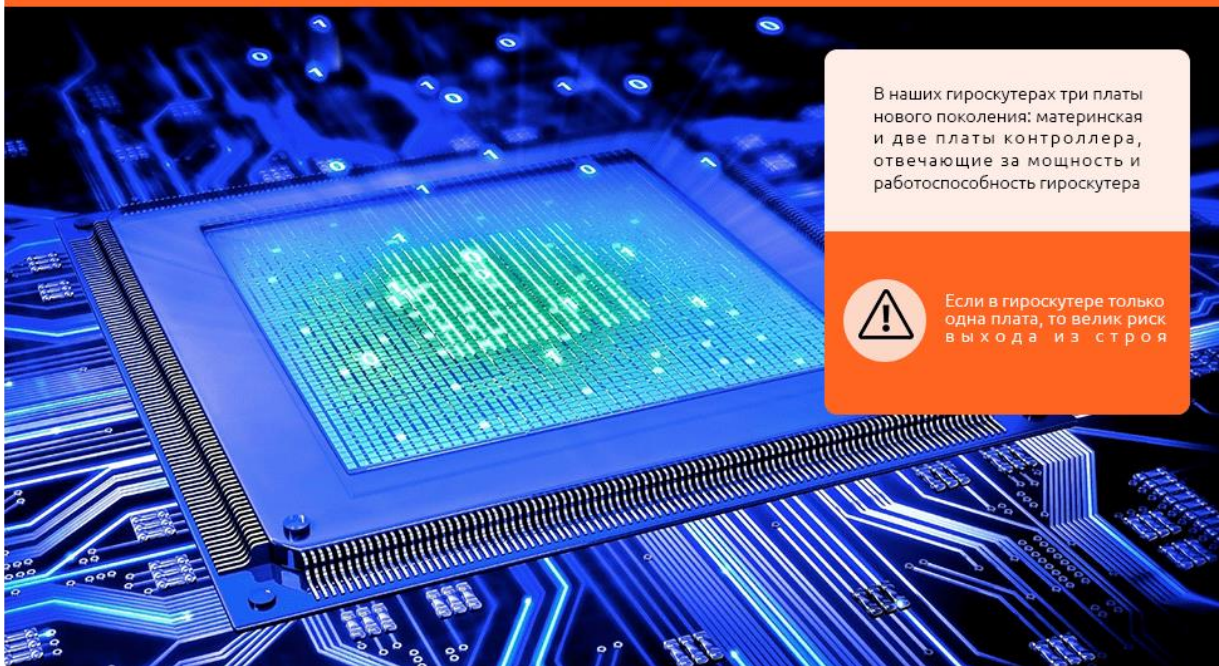 В наших гироскутерах три платы
нового поколения: материнская
и две платы контроллера,
отвечающие за мощность и
работоспособность гироскутера
Если в гироскутере только
одна плата, то велик риск
выхода из строя